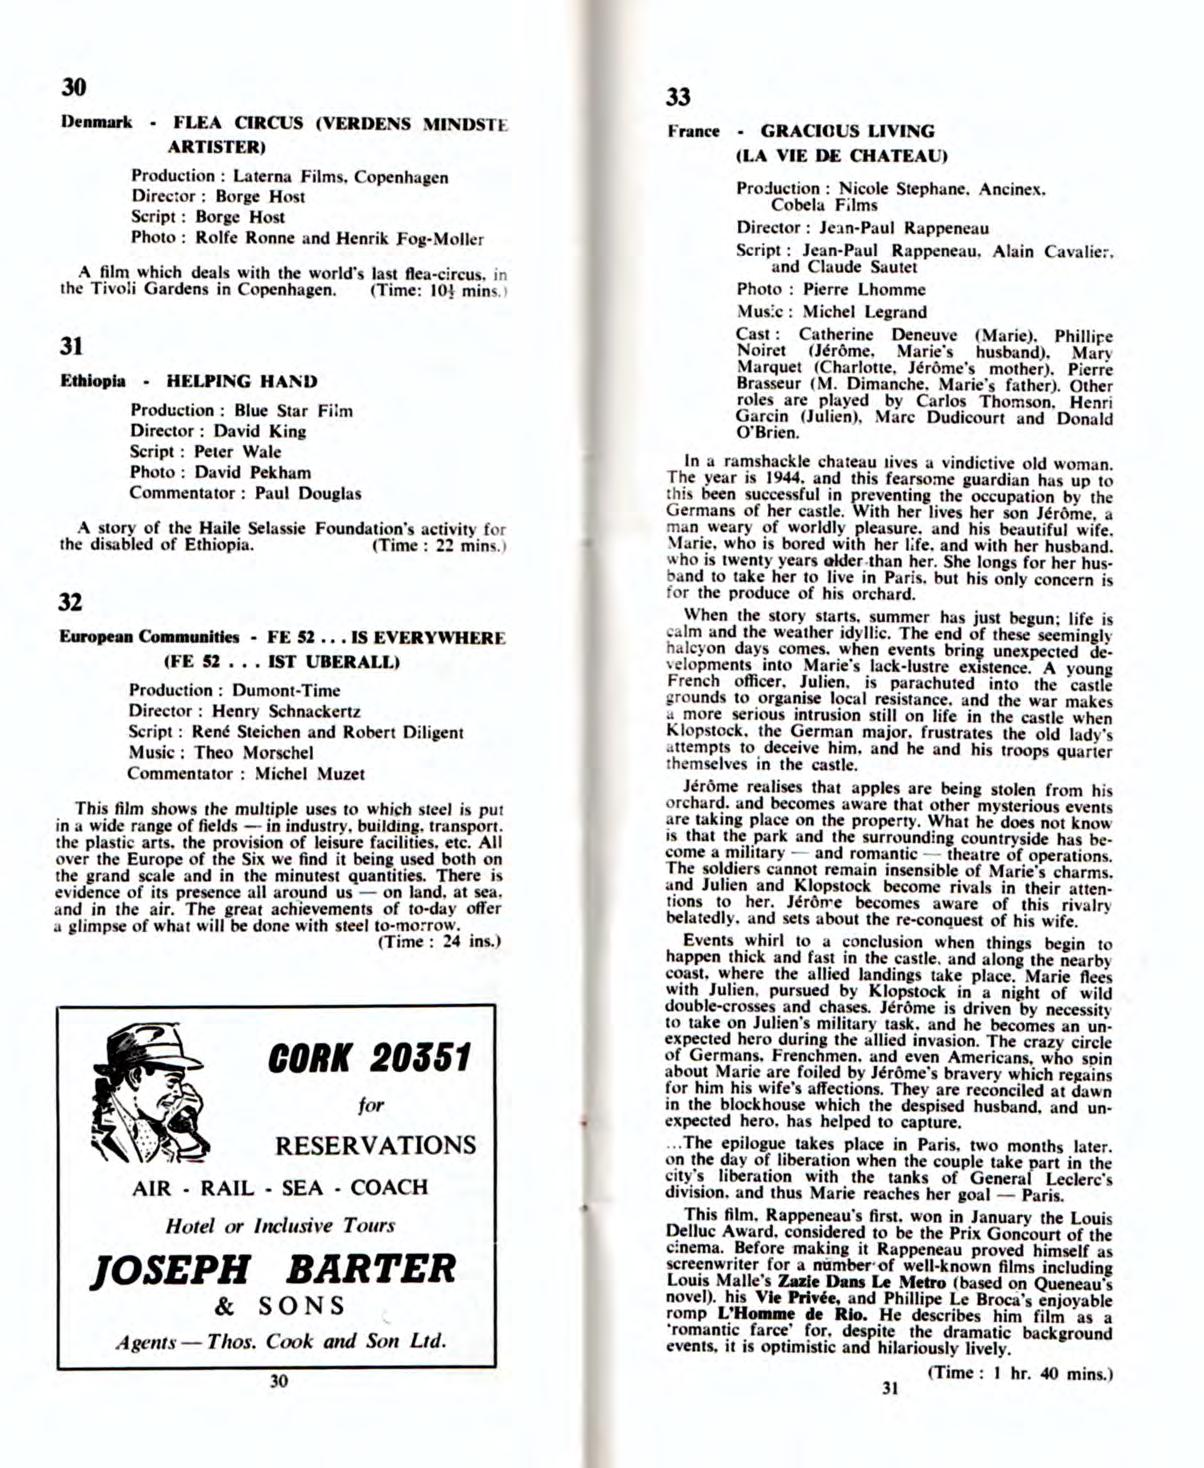 30
Denmark - FLEA CIRCUS (VERDENS MINDSTE
ARTISTER)
Production : Laterna Films, Copenhagen
Director : Borge Host
Script : Borge Host
Photo : Rolfe Ronne and Henrik Fog-Moller
A film which deals with the world's last flea-circus, in
the Tivoli Gardens in Copenhagen. (Time: 10½ mins.)
31
Ethiopia - HELPING HAND
Production : Blue Star Film
Director : David King
Script : Peter Wale
Photo : David Pekham
Commentator : Paul Douglas
A story of the Haile Selassie Foundation's activity for
the disabled of Ethiopia. (Time : 22 mins.)
32
European Communities - FE 52 . . . IS EVERYWHERE
(FE 52 . . . IST UBERALL)
Production : Dumont-Time
Director : Henry Schnackertz
Script : René Steichen and Robert Diligent
Music : Theo Morschel
Commentator : Michel Muzet
This film shows the multiple uses to which steel is put
in a wide range of fields — in industry, building, transport.
the plastic arts, the provision of leisure facilities, etc. All
over the Europe of the Six we find it being used both on
the grand scale and in the minutest quantities. There is
evidence of its presence all around us — on land, at sea,
and in the air. The great achievements of to-day offer
a glimpse of what will be done with steel to-morrow.
(Time : 24 ins.)
CORK 20351
for
RESERVATIONS
AIR - RAIL - SEA - COACH
Hotel or Inclusive Tours
JOSEPH BARTER
& SONS
Agents — Thos. Cook and Son Ltd.
30
33
France - GRACIOUS LIVING
(LA VIE DE CHATEAU)
Production : Nicole Stephane, Ancinex,
Cobela Films
Director : Jean-Paul Rappeneau
Script : Jean-Paul Rappeneau, Alain Cavalier,
and Claude Sautet
Photo : Pierre Lhomme
Music : Michel Legrand
Cast : Catherine Deneuve (Marie), Phillipe
Noiret (Jérôme, Marie's husband), Mary
Marquet (Charlotte, Jérôme's mother), Pierre
Brasseur (M. Dimanche, Marie's father). Other
roles are played by Carlos Thomson, Henri
Garcin (Julien), Marc Dudicourt and Donald
O'Brien.
In a ramshackle chateau lives a vindictive old woman.
The year is 1944, and this fearsome guardian has up to
this been successful in preventing the occupation by the
Germans of her castle. With her lives her son Jérôme, a
man weary of worldly pleasure, and his beautiful wife,
Marie, who is bored with her life, and with her husband,
who is twenty years older than her. She longs for her hus-
band to take her to live in Paris, but his only concern is
for the produce of his orchard.
When the story starts, summer has just begun; life is
calm and the weather idyllic. The end of these seemingly
halcyon days comes, when events bring unexpected de-
velopments into Marie's lack-lustre existence. A young
French officer, Julien, is parachuted into the castle
grounds to organise local resistance, and the war makes
a more serious intrusion still on life in the castle when
Klopstock, the German major, frustrates the old lady's
attempts to deceive him, and he and his troops quarter
themselves in the castle.
Jérôme realises that apples are being stolen from his
orchard, and becomes aware that other mysterious events
are taking place on the property. What he does not know
is that the park and the surrounding countryside has be-
come a military — and romantic — theatre of operations.
The soldiers cannot remain insensible of Marie's charms,
and Julien and Klopstock become rivals in their atten-
tions to her. Jérôme becomes aware of this rivalry
belatedly, and sets about the re-conquest of his wife.
Events whirl to a conclusion when things begin to
happen thick and fast in the castle, and along the nearby
coast, where the allied landings take place. Marie flees
with Julien, pursued by Klopstock in a night of wild
double-crosses and chases. Jérôme is driven by necessity
to take on Julien's military task, and he becomes an un-
expected hero during the allied invasion. The crazy circle
of Germans, Frenchmen, and even Americans, who spin
about Marie are foiled by Jérôme's bravery which regains
for him his wife's affections. They are reconciled at dawn
in the blockhouse which the despised husband, and un-
expected hero, has helped to capture.
...The epilogue takes place in Paris, two months later,
on the day of liberation when the couple take part in the
city's liberation with the tanks of General Leclerc's
division, and thus Marie reaches her goal — Paris.
This film, Rappeneau's first, won in January the Louis
Delluc Award, considered to be the Prix Goncourt of the
cinema. Before making it Rappeneau proved himself as
screenwriter for a number of well-known films including
Louis Malle's Zazie Dans Le Metro (based on Queneau's
novel), his Vie Privée, and Phillipe Le Broca's enjoyable
romp L'Homme de Rio. He describes him film as a
'romantic farce' for, despite the dramatic background
events, it is optimistic and hilariously lively.
(Time : 1 hr. 40 mins.)
31